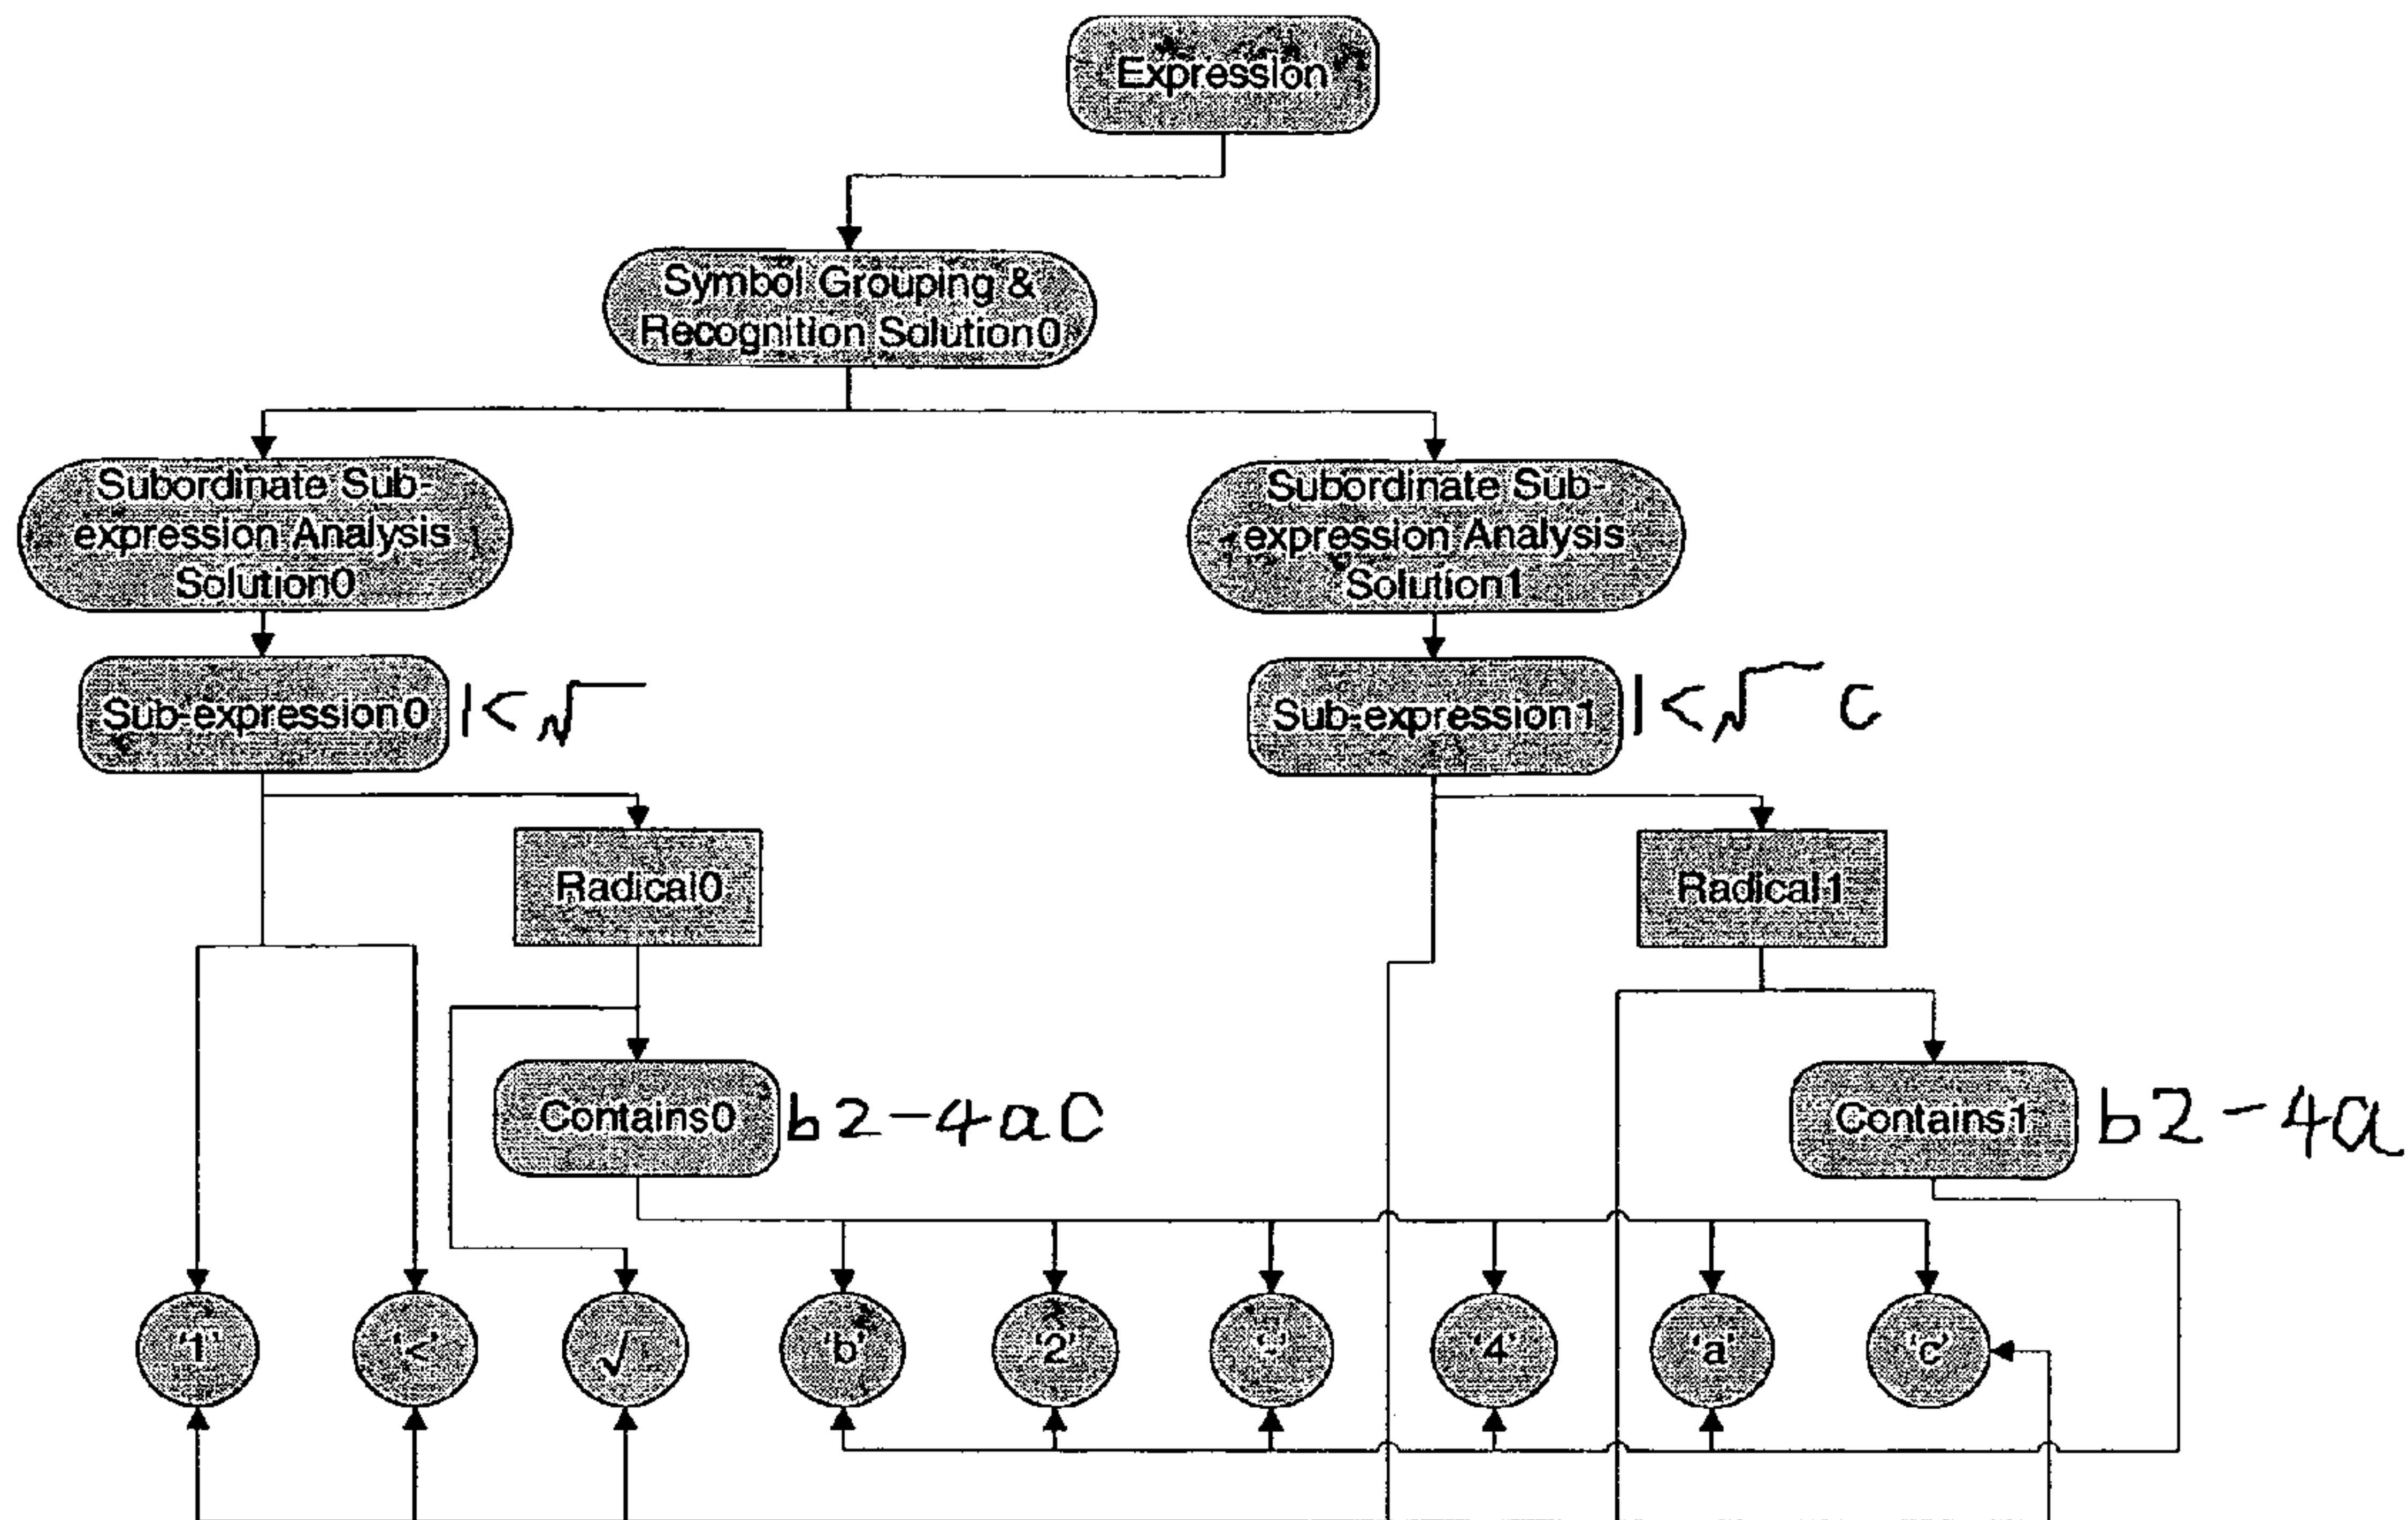 Expression
Symbol Grouping &
Recognition Solution0
Subordinate Sub-
expression Analysis
Solution0
Subordinate Sub-
expression Analysis
Solution1
Sub-expression0
1<√
Sub-expression1
1<√ c
Radical0
Radical1
Contains0
b2-4ac
Contains1
b2-4a
'1'
'<'
√
'b'
'2'
'-'
'4'
'a'
'c'